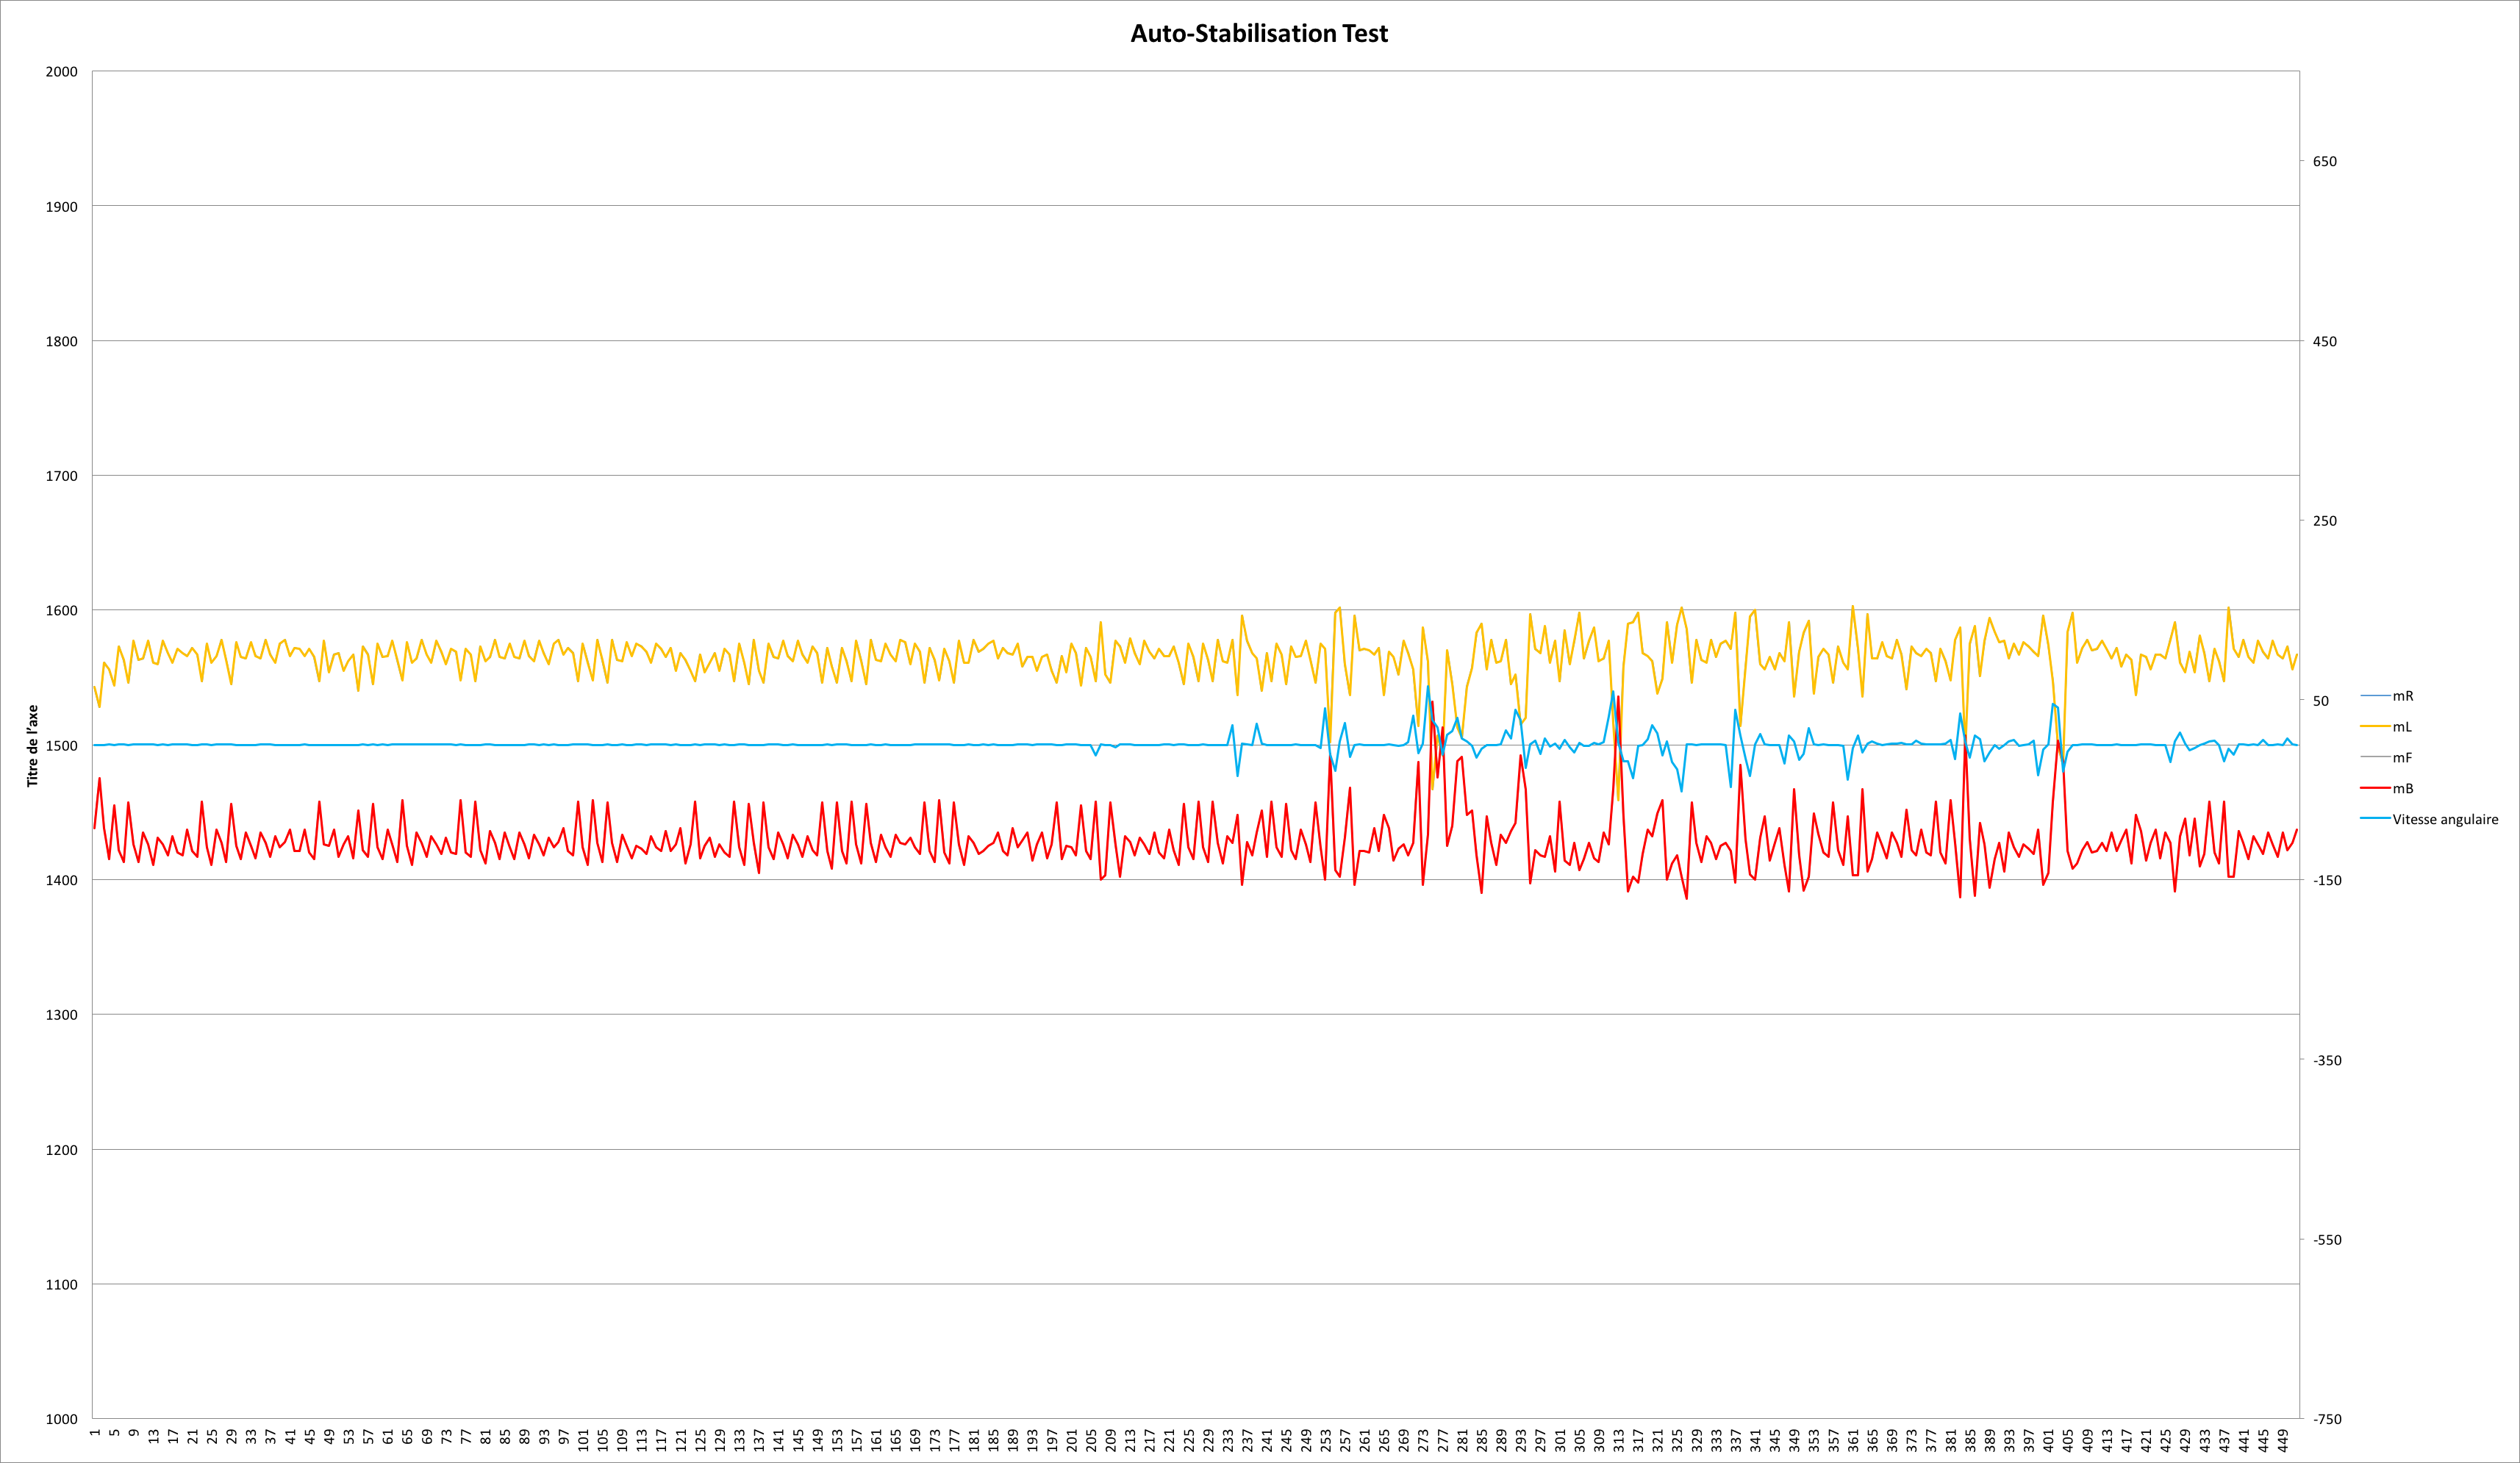 Auto-Stabilisation Test
2000
1900
1800
1700
1600
1500
1400
1300
1200
1100
1000
Titre de l'axe
650
450
250
50
-150
-350
-550
-750
mR
mL
mF
mB
Vitesse angulaire
1 5 9 13 17 21 25 29 33 37 41 45 49 53 57 61 65 69 73 77 81 85 89 93 97 101 105 109 113 117 121 125 129 133 137 141 145 149 153 157 161 165 169 173 177 181 185 189 193 197 201 205 209 213 217 221 225 229 233 237 241 245 249 253 257 261 265 269 273 277 281 285 289 293 297 301 305 309 313 317 321 325 329 333 337 341 345 349 353 357 361 365 369 373 377 381 385 389 393 397 401 405 409 413 417 421 425 429 433 437 441 445 449